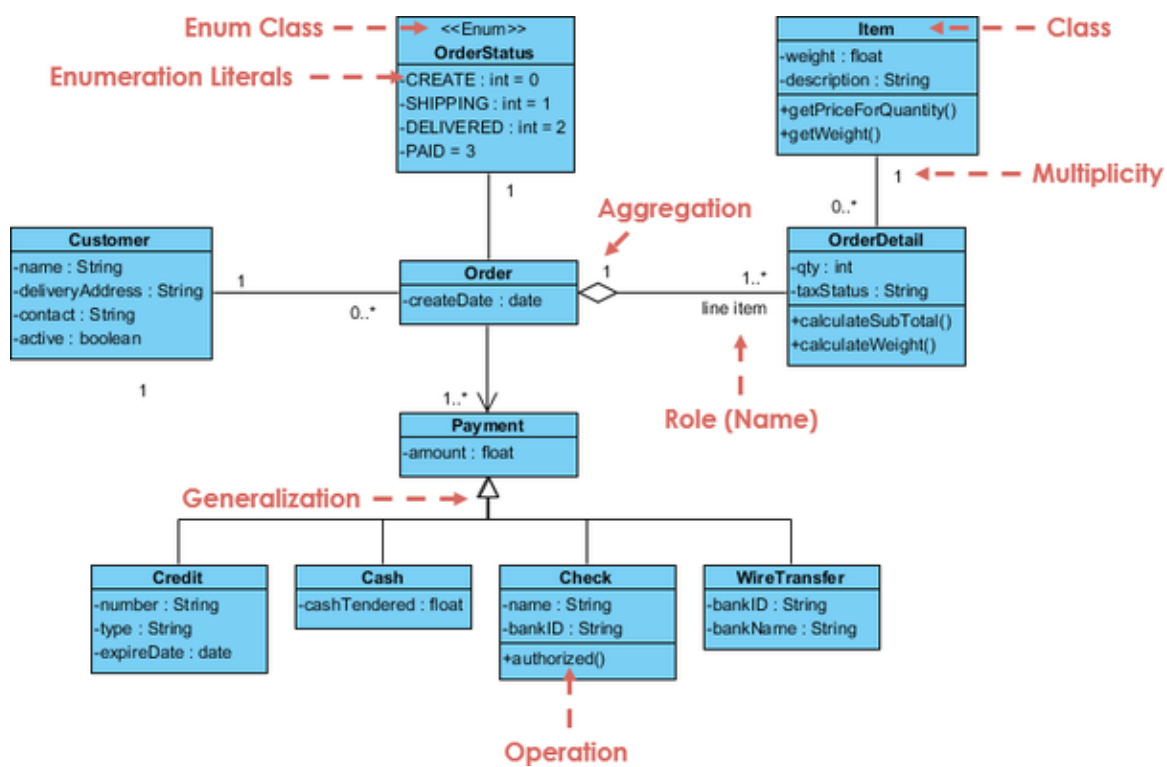 Enum Class
<<Enum>>
OrderStatus
Enumeration Literals
-CREATE : int = 0
-SHIPPING : int = 1
-DELIVERED : int = 2
-PAID = 3
Item
Class
-weight : float
-description : String
+getPriceForQuantity()
+getWeight()
1
Multiplicity
0..*
1
Aggregation
Customer
-name : String
-deliveryAddress : String
-contact : String
-active : boolean
1
0..*
Order
-createDate : date
1
1..*
line item
OrderDetail
-qty : int
-taxStatus : String
+calculateSubTotal()
+calculateWeight()
1
1..*
Role (Name)
Payment
-amount : float
Generalization
Credit
-number : String
-type : String
-expireDate : date
Cash
-cashTendered : float
Check
-name : String
-bankID : String
+authorized()
WireTransfer
-bankID : String
-bankName : String
Operation